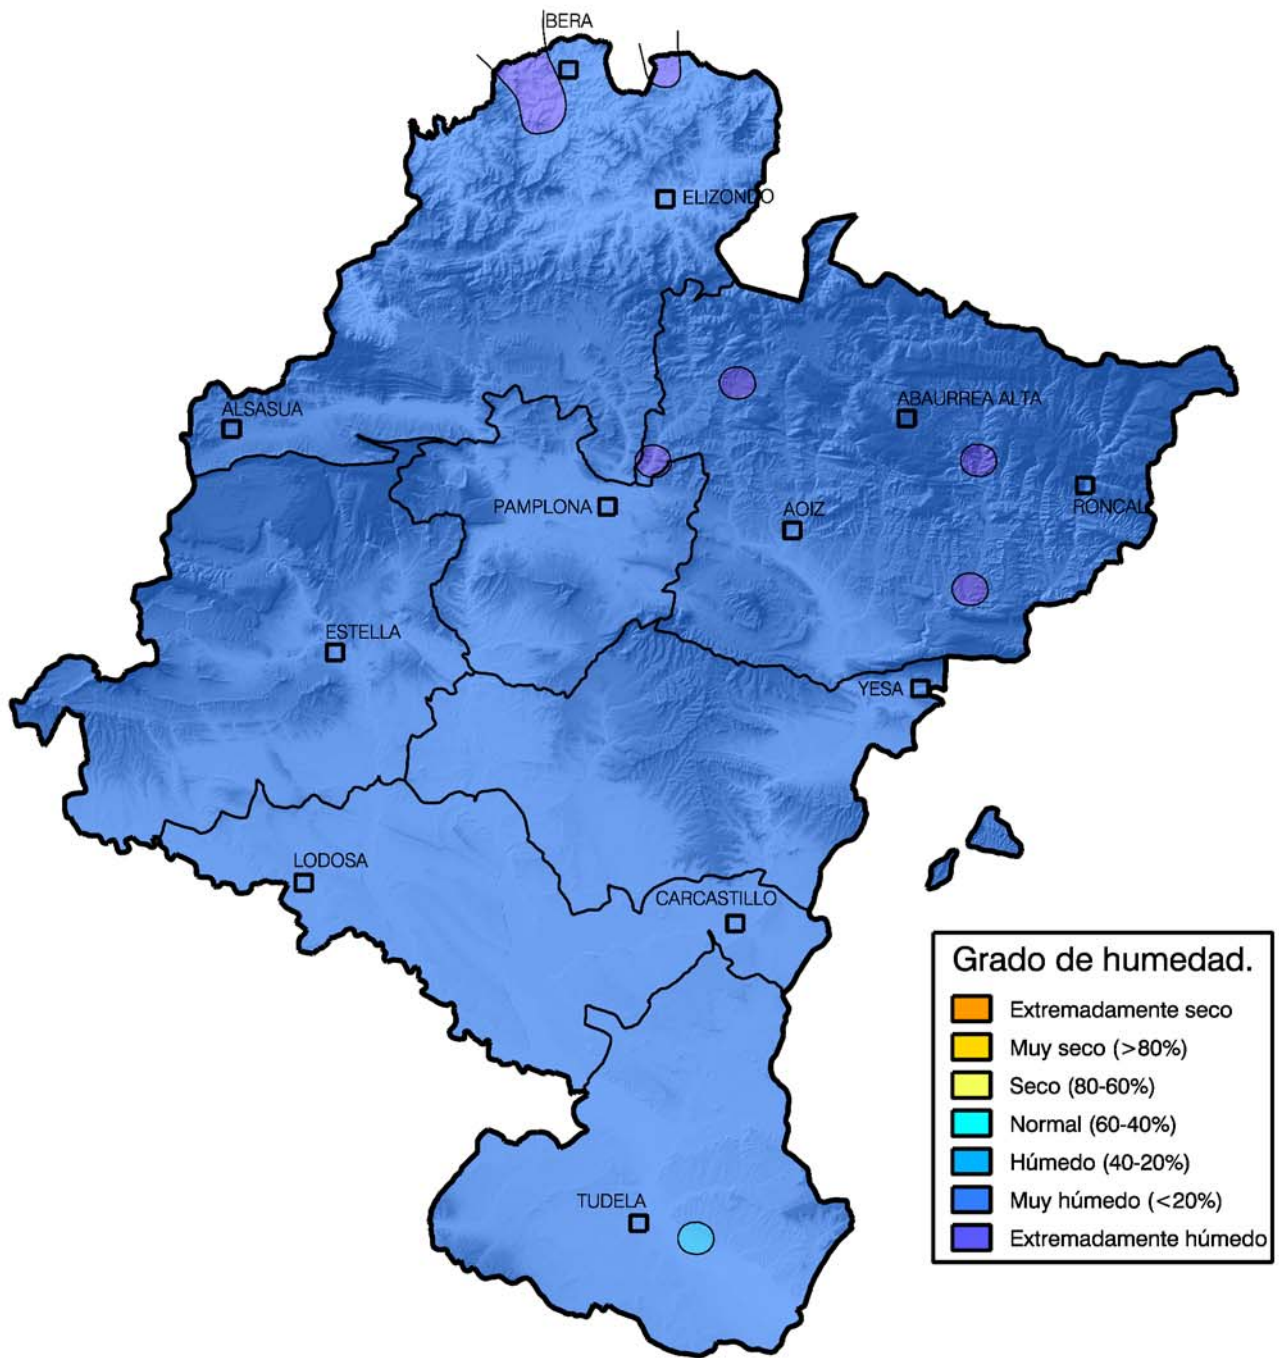 BERA
ELIZONDO
ABAURREA ALTA
ALSASUA
PAMPLONA
AOIZ
RONCAL
ESTELLA
YESA
LODOSA
CARCASTILLO
Grado de humedad.
Extremadamente seco
Muy seco (>80%)
Seco (80-60%)
Normal (60-40%)
Húmedo (40-20%)
Muy húmedo (<20%)
Extremadamente húmedo
TUDELA